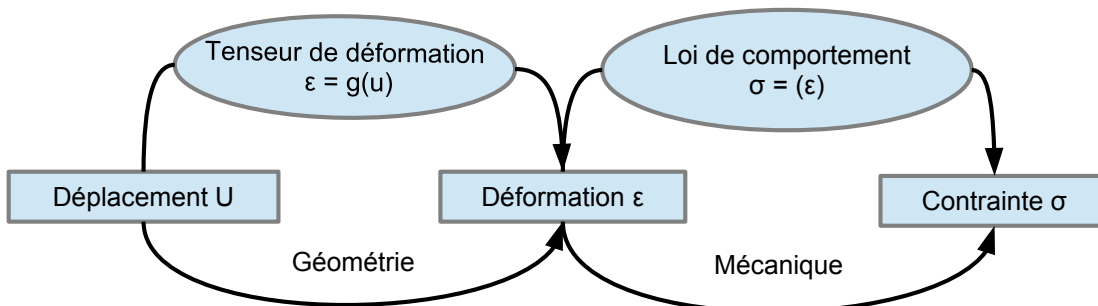 Tenseur de déformation
ε = g(u)
Loi de comportement
σ = (ε)
Déplacement U
Déformation ε
Contrainte σ
Géométrie
Mécanique